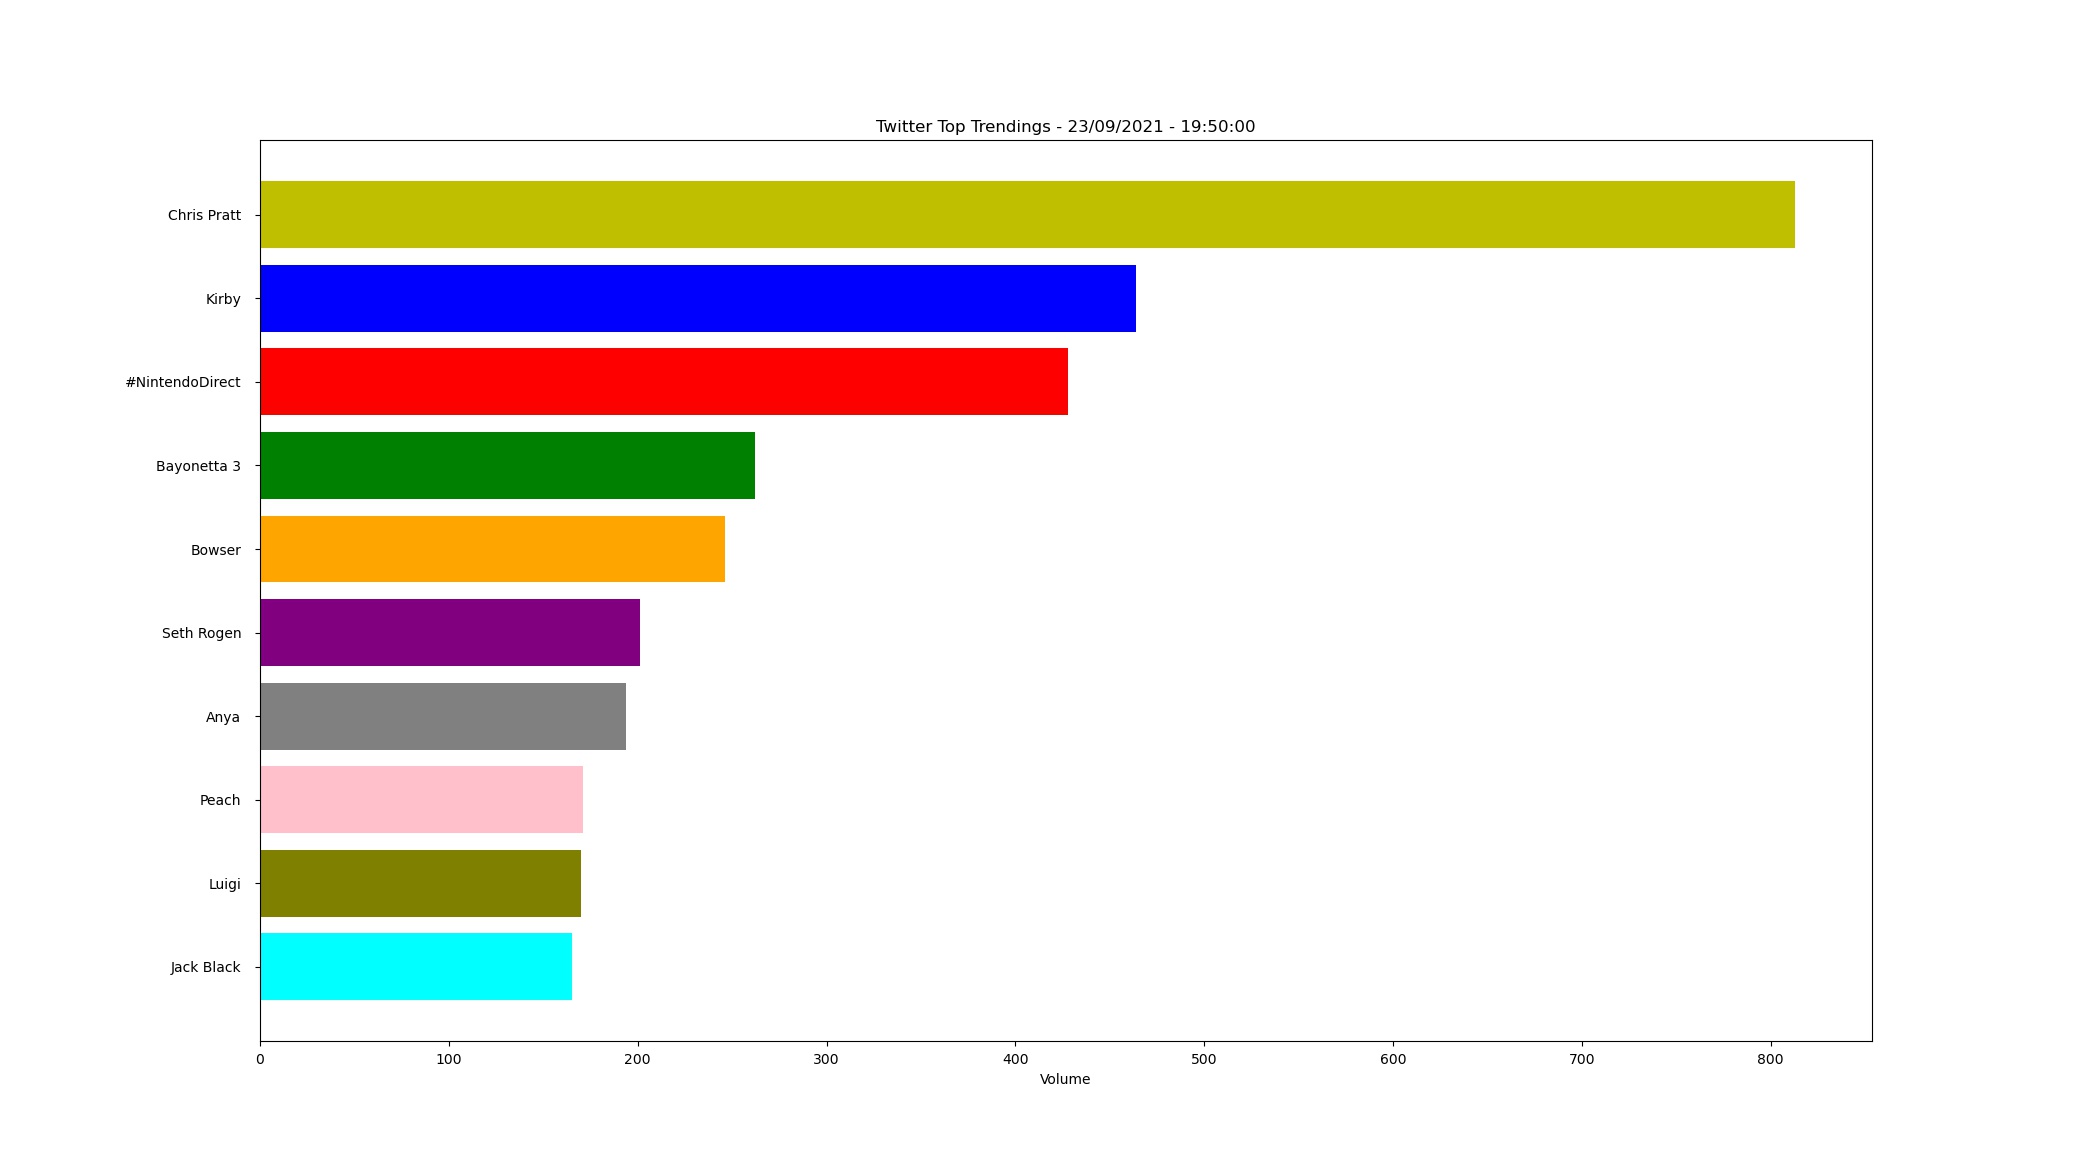 Twitter Top Trendings - 23/09/2021 - 19:50:00
Chris Pratt
Kirby
#NintendoDirect
Bayonetta 3
Bowser
Seth Rogen
Anya
Peach
Luigi
Jack Black
0 100 200 300 400 500 600 700 800
Volume